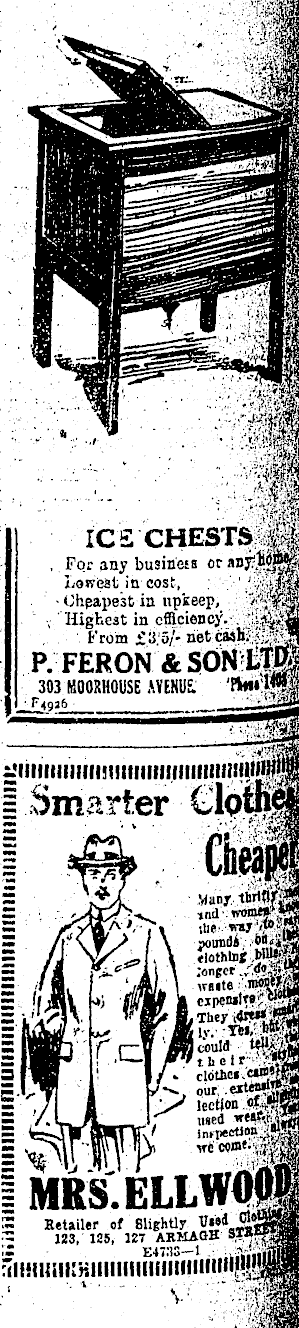 ICE CHESTS
For any business or any home
Lowest in cost,
Cheapest in upkeep,
Highest in efficiency.
From £3/5/- net cash.
P. FERON & SON LTD.
303 MOORHOUSE AVENUE. 'Phone
F4926
Smarter Clothes
Cheaper
Many thrifty
and women
the way to
pounds on
clothing bills.
longer do
waste money
expensive
They dress
ly. Yes, but
could tell
their
clothes came
our extensive
lection of
used wear.
inspection
we come.
MRS. ELLWOOD
Retailer of Slightly Used Clothing
123, 125, 127 ARMAGH STREET
E4733—1